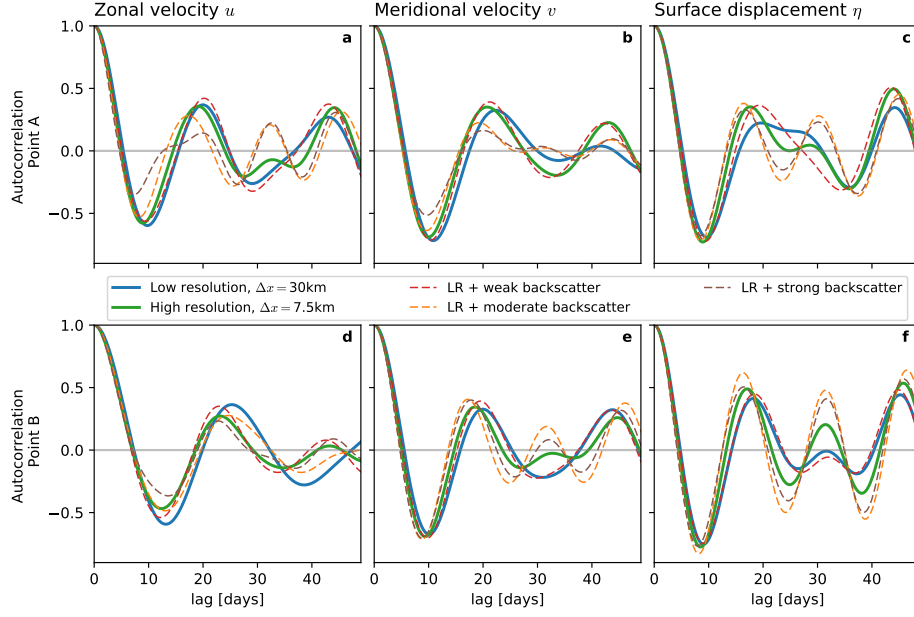 Zonal velocity u
Meridional velocity v
Surface displacement η
1.0
0.5
0.0
−0.5
Autocorrelation
Point A
a
b
c
Low resolution, Δx = 30km
High resolution, Δx = 7.5km
LR + weak backscatter
LR + moderate backscatter
LR + strong backscatter
1.0
0.5
0.0
−0.5
Autocorrelation
Point B
d
e
f
0 10 20 30 40
0 10 20 30 40
0 10 20 30 40
lag [days]
lag [days]
lag [days]